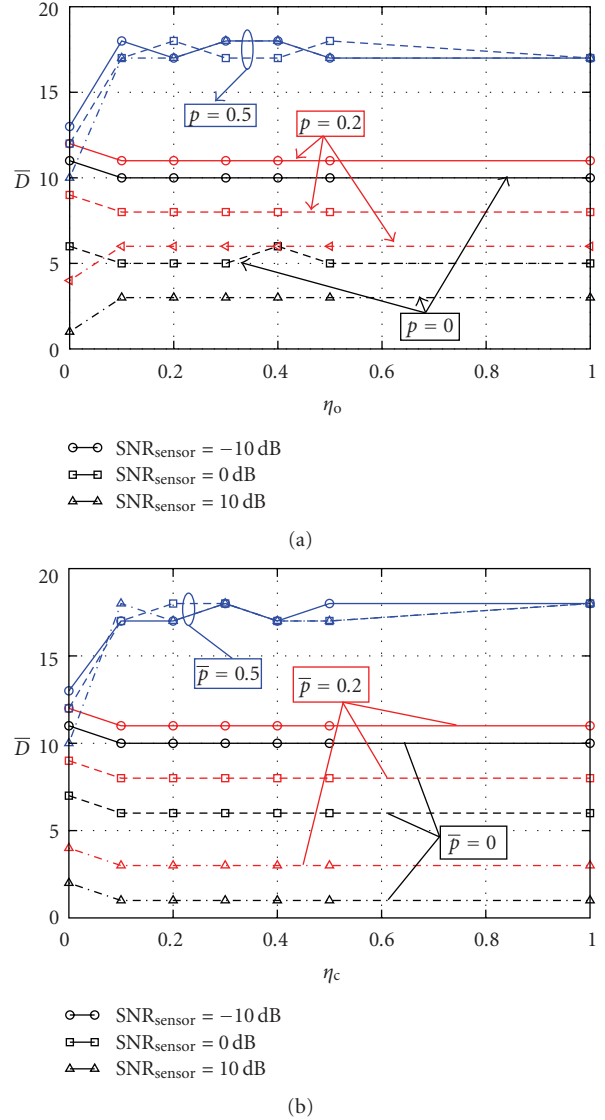 20
15
10
5
0
D̅
p = 0.5
p = 0.2
p = 0
0 0.2 0.4 0.6 0.8 1
ηo
SNRsensor = −10 dB
SNRsensor = 0 dB
SNRsensor = 10 dB
(a)
20
15
10
5
0
D̅
p̅ = 0.5
p̅ = 0.2
p̅ = 0
0 0.2 0.4 0.6 0.8 1
ηc
SNRsensor = −10 dB
SNRsensor = 0 dB
SNRsensor = 10 dB
(b)